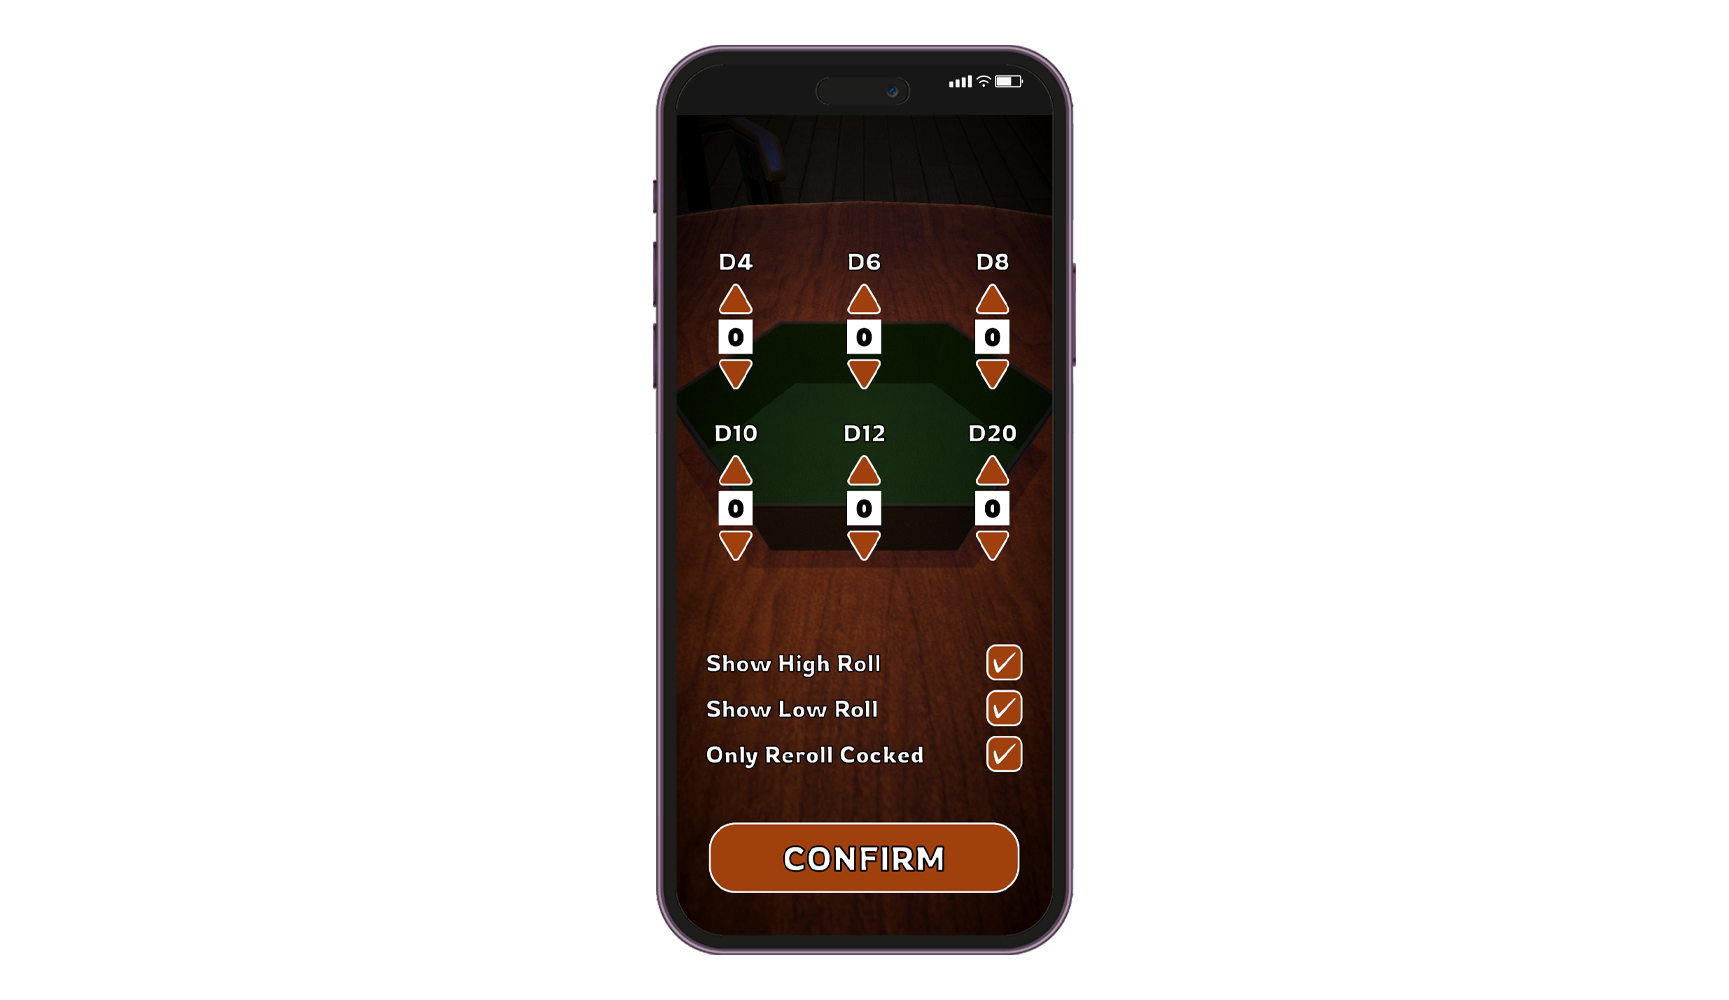 D4 D6 D8
0 0 0
D10 D12 D20
0 0 0
Show High Roll
Show Low Roll
Only Reroll Cocked
CONFIRM